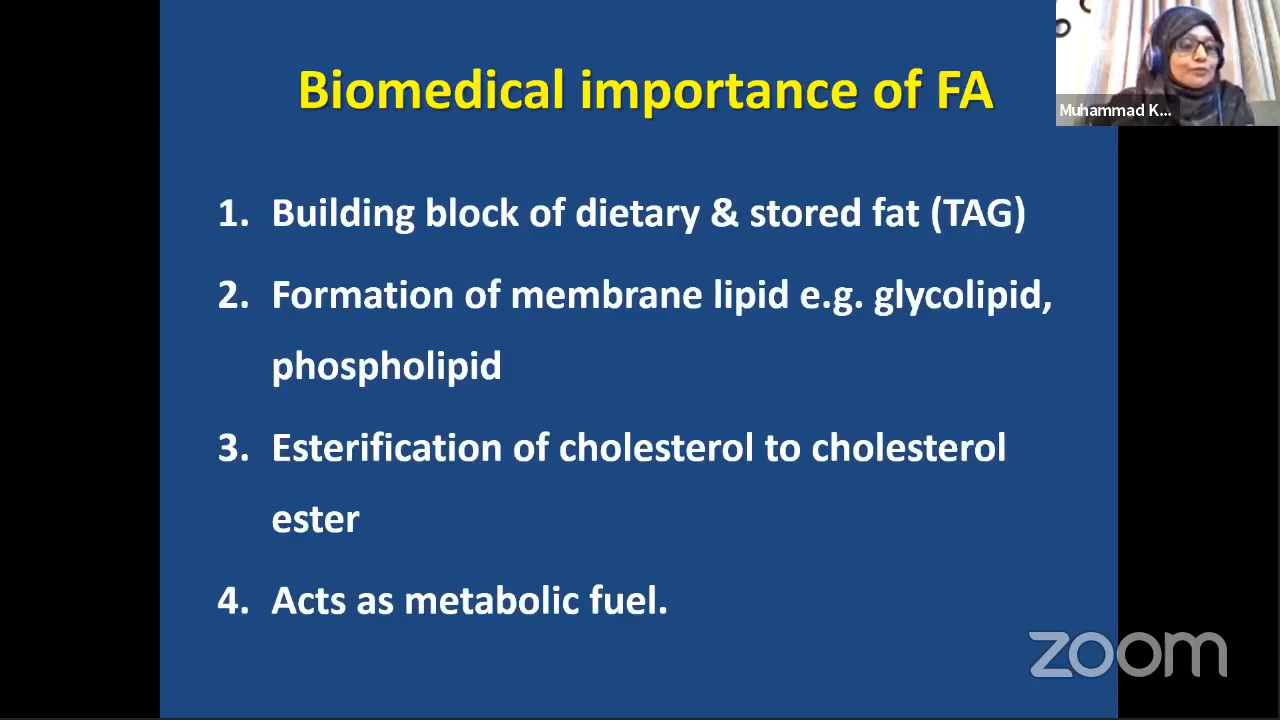 Biomedical importance of FA
Muhammad K...
1. Building block of dietary & stored fat (TAG)
2. Formation of membrane lipid e.g. glycolipid,
phospholipid
3. Esterification of cholesterol to cholesterol
ester
4. Acts as metabolic fuel.
zoom